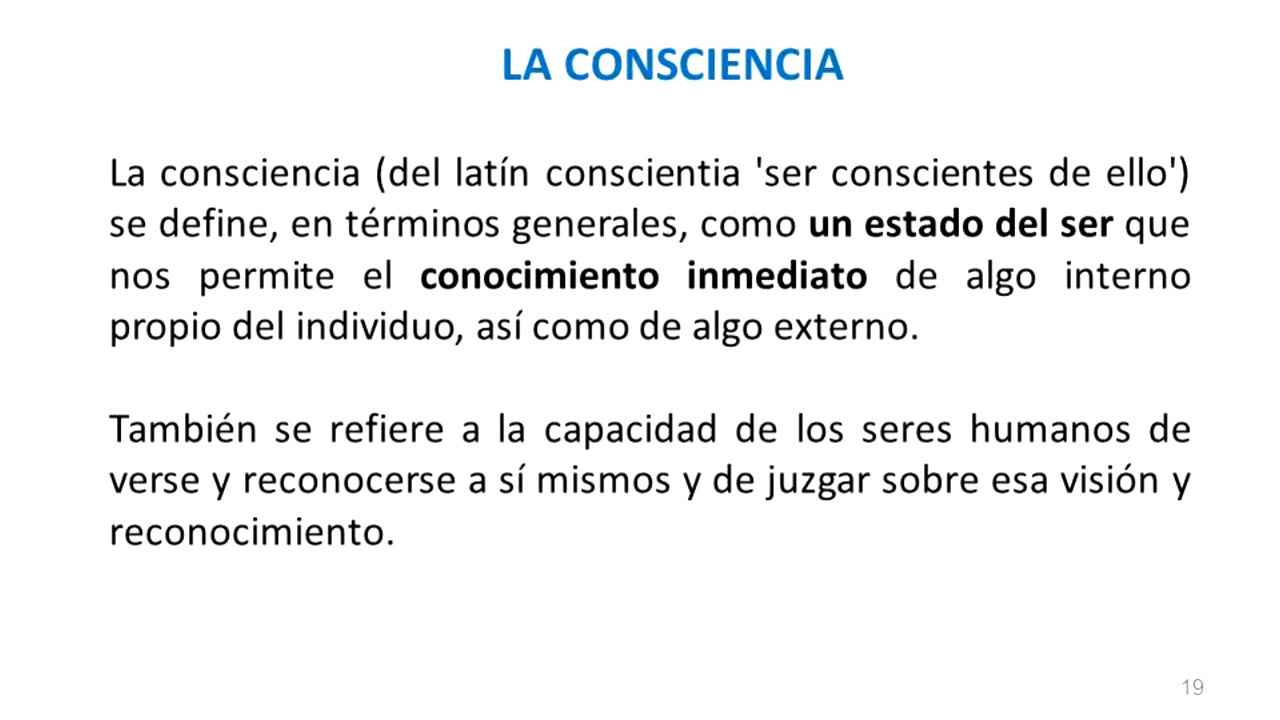 LA CONSCIENCIA
La consciencia (del latín conscientia 'ser conscientes de ello')
se define, en términos generales, como un estado del ser que
nos permite el conocimiento inmediato de algo interno
propio del individuo, así como de algo externo.
También se refiere a la capacidad de los seres humanos de
verse y reconocerse a sí mismos y de juzgar sobre esa visión y
reconocimiento.
19